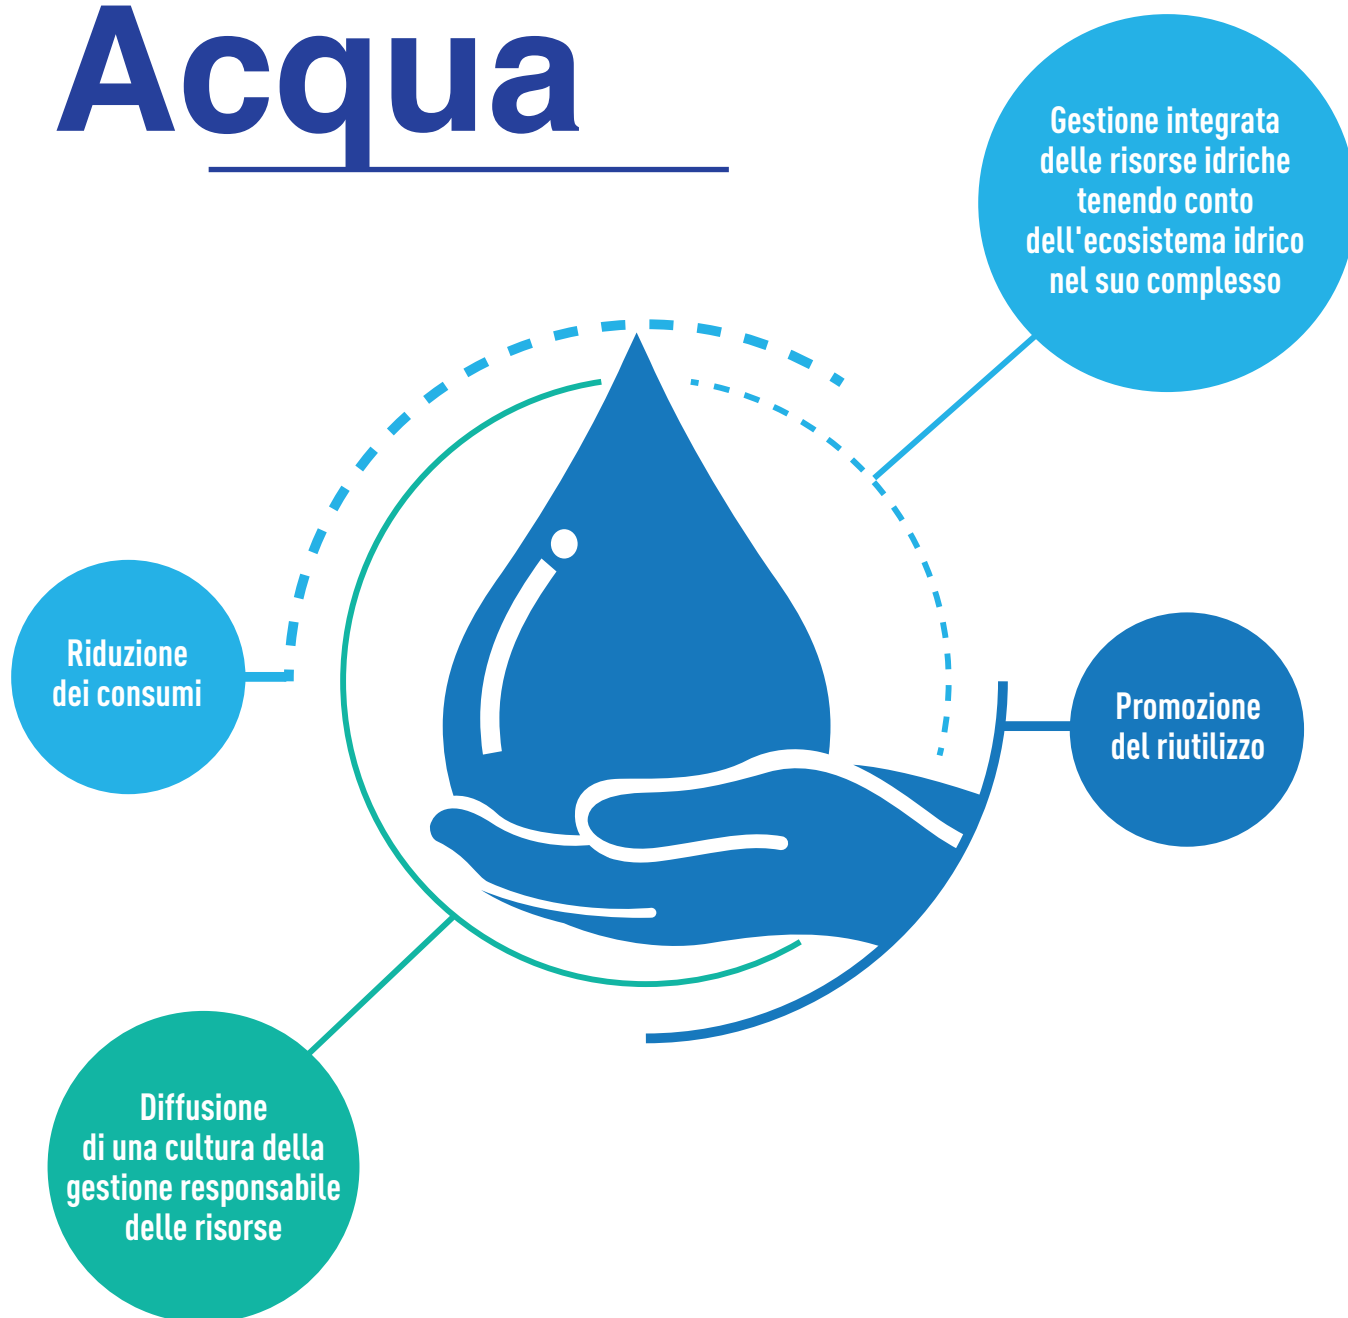 Acqua
Gestione integrata
delle risorse idriche
tenendo conto
dell'ecosistema idrico
nel suo complesso
Riduzione
dei consumi
Promozione
del riutilizzo
Diffusione
di una cultura della
gestione responsabile
delle risorse